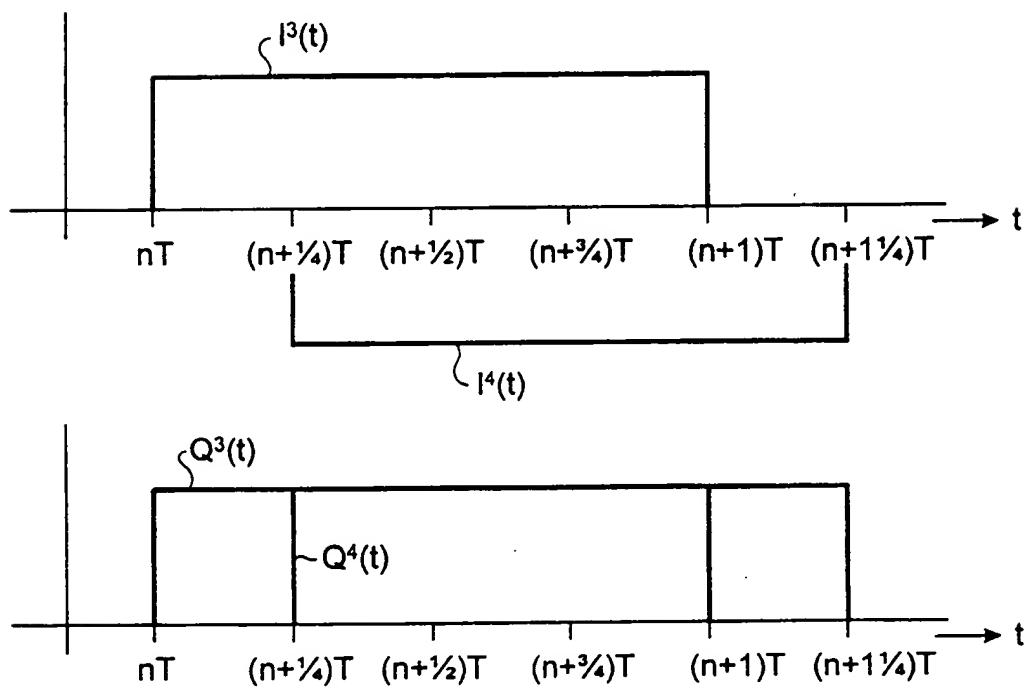 I³(t)
t
nT (n+¼)T (n+½)T (n+¾)T (n+1)T (n+1¼)T
I⁴(t)
Q³(t)
Q⁴(t)
t
nT (n+¼)T (n+½)T (n+¾)T (n+1)T (n+1¼)T